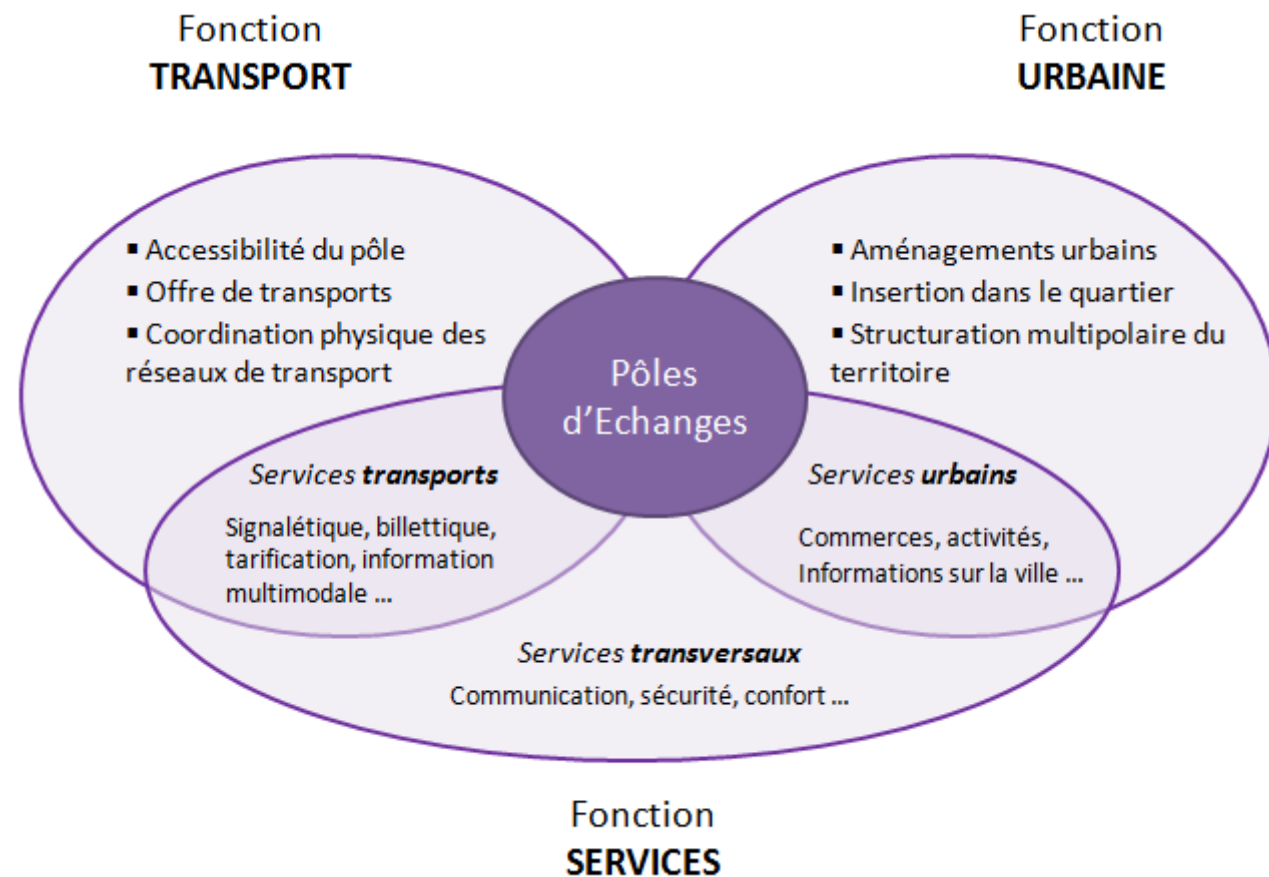 Fonction
TRANSPORT
Fonction
URBAINE
▪ Accessibilité du pôle
▪ Offre de transports
▪ Coordination physique des
réseaux de transport
▪ Aménagements urbains
▪ Insertion dans le quartier
▪ Structuration multipolaire du
territoire
Pôles
d'Echanges
Services transports
Signalétique, billettique,
tarification, information
multimodale ...
Services urbains
Commerces, activités,
Informations sur la ville ...
Services transversaux
Communication, sécurité, confort ...
Fonction
SERVICES